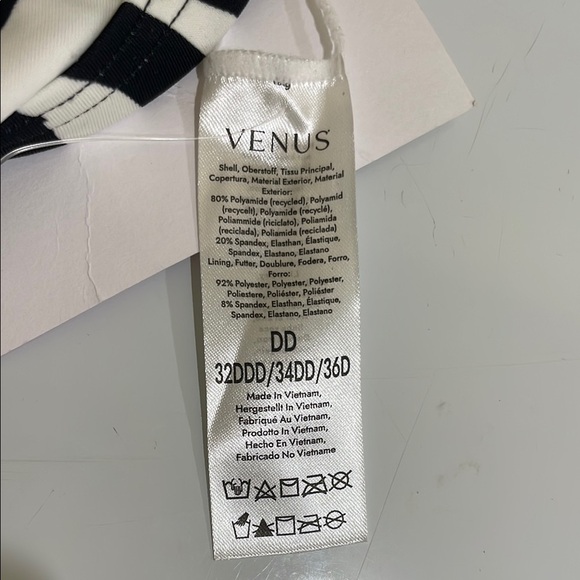 VENUS
Shell, Oberstoff, Tissu Principal,
Copertura, Material Exterior, Material
Exterior:
80% Polyamide (recycled), Polyamid
(recycelt), Polyamide (recyclé),
Poliammide (riciclato), Poliamida
(reciclada), Poliamida (reciclada)
20% Spandex, Elasthan, Élastique,
Spandex, Elastano, Elastano
Lining, Futter, Doublure, Fodera, Forro,
Forro:
92% Polyester, Polyester, Polyester,
Poliestere, Poliéster, Poliéster
8% Spandex, Elasthan, Élastique,
Spandex, Elastano, Elastano
DD
32DDD/34DD/36D
Made In Vietnam,
Hergestellt In Vietnam,
Fabriqué Au Vietnam,
Prodotto In Vietnam,
Hecho En Vietnam,
Fabricado No Vietname